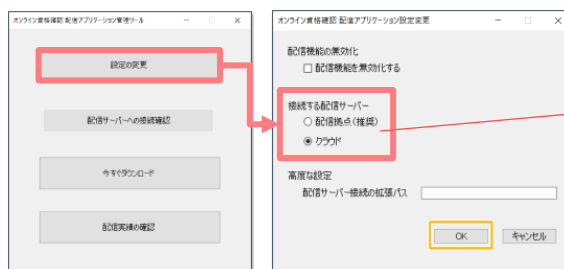 オンライン資格確認 配信アプリケーション管理ツール
設定の変更
配信サーバーへの接続確認
今すぐダウンロード
配信実績の確認
オンライン資格確認 配信アプリケーション設定変更
配信機能の無効化
配信機能を無効化する
接続する配信サーバー
配信拠点(推奨)
クラウド
高度な設定
配信サーバー接続の拡張パス
OK
キャンセル